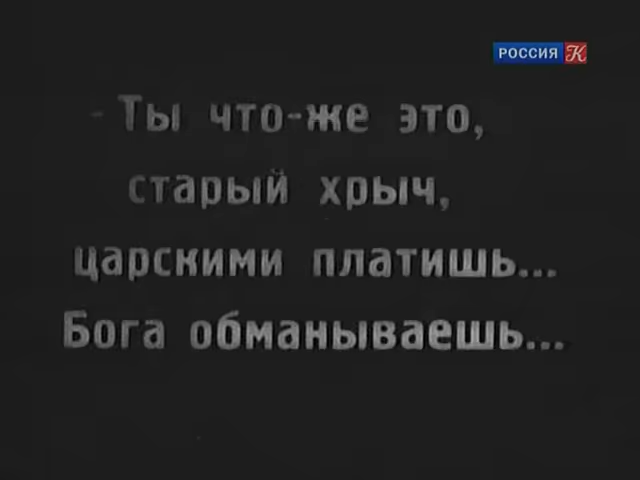 РОССИЯ К
- Ты что-же это,
старый хрыч,
царскими платишь...
Бога обманываешь...